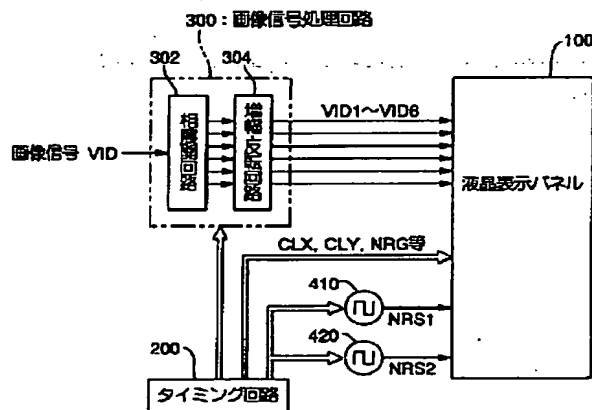 300：画像信号処理回路
302
304
100
相展開回路
増幅・反転回路
画像信号 VID
VID1〜VID6
液晶表示パネル
CLX, CLY, NRG等
410
NRS1
420
NRS2
200
タイミング回路